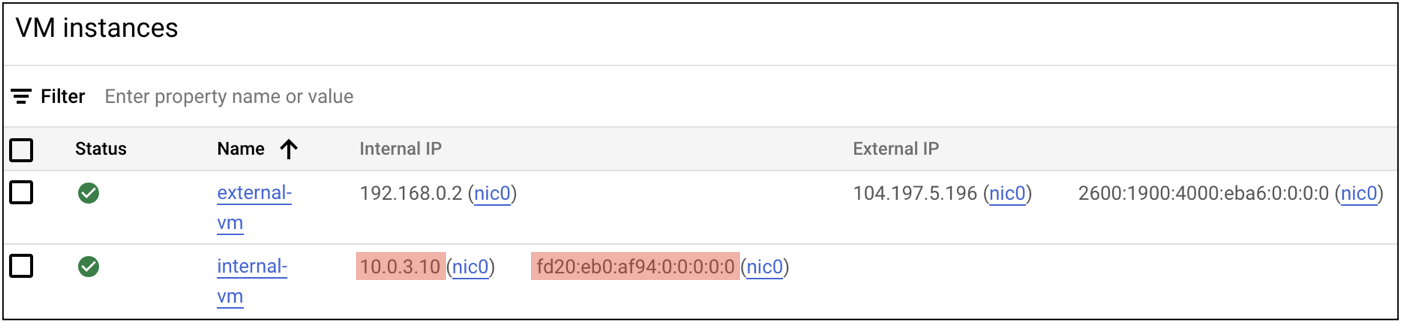 VM instances
Filter Enter property name or value
Status Name Internal IP External IP
external-vm 192.168.0.2 (nic0) 104.197.5.196 (nic0) 2600:1900:4000:eba6:0:0:0:0 (nic0)
internal-vm 10.0.3.10 (nic0) fd20:eb0:af94:0:0:0:0:0 (nic0)